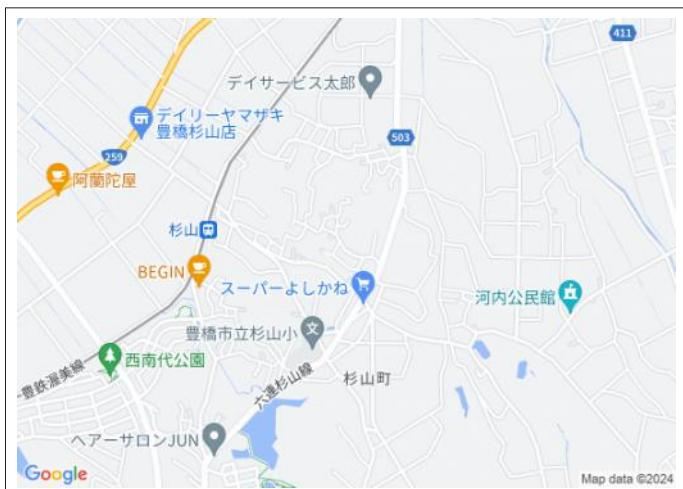 411
デイサービス太郎
デイリーヤマザキ
豊橋杉山店
503
259
阿蘭陀屋
杉山
BEGIN
スーパーよしかね
河内公民館
豊橋市立杉山小
西南代公園
六連杉山線
杉山町
豊鉄渥美線
ヘアーサロンJUN
Google
Map data ©2024